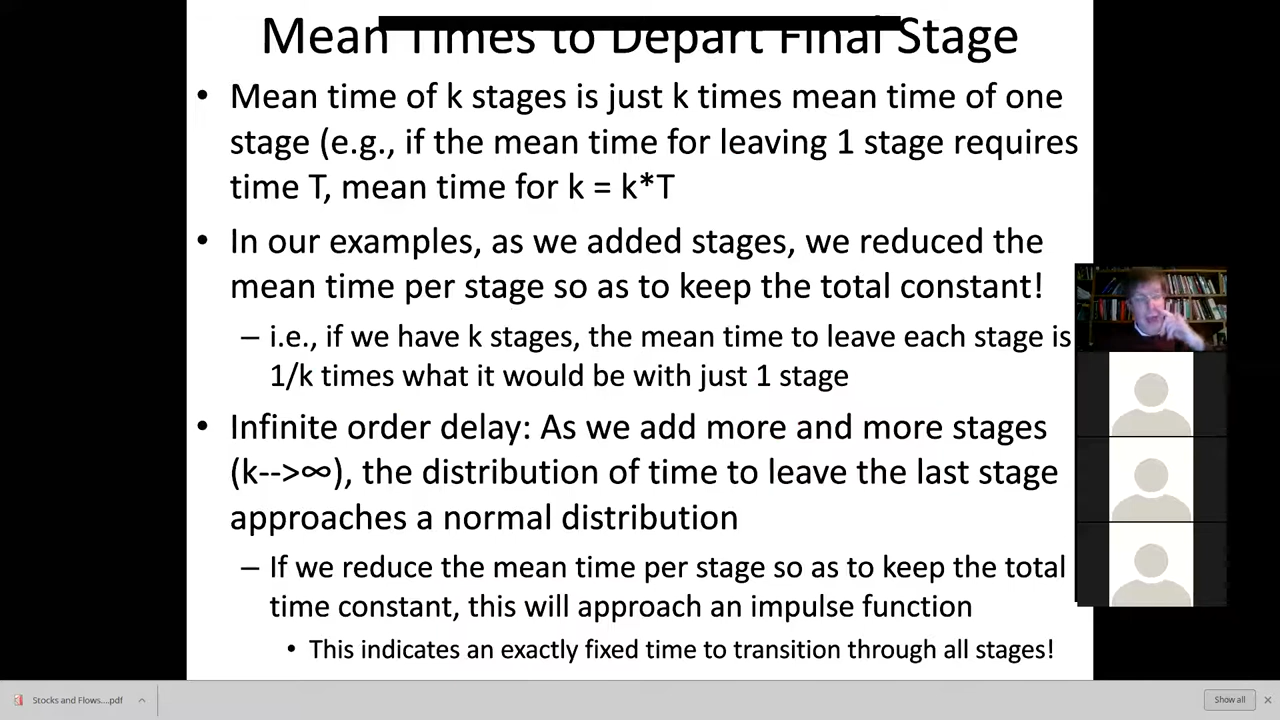 Mean Times to Depart Final Stage
• Mean time of k stages is just k times mean time of one
stage (e.g., if the mean time for leaving 1 stage requires
time T, mean time for k = k*T
• In our examples, as we added stages, we reduced the
mean time per stage so as to keep the total constant!
– i.e., if we have k stages, the mean time to leave each stage is
1/k times what it would be with just 1 stage
• Infinite order delay: As we add more and more stages
(k-->∞), the distribution of time to leave the last stage
approaches a normal distribution
– If we reduce the mean time per stage so as to keep the total
time constant, this will approach an impulse function
• This indicates an exactly fixed time to transition through all stages!
Stocks and Flows....pdf
Show all